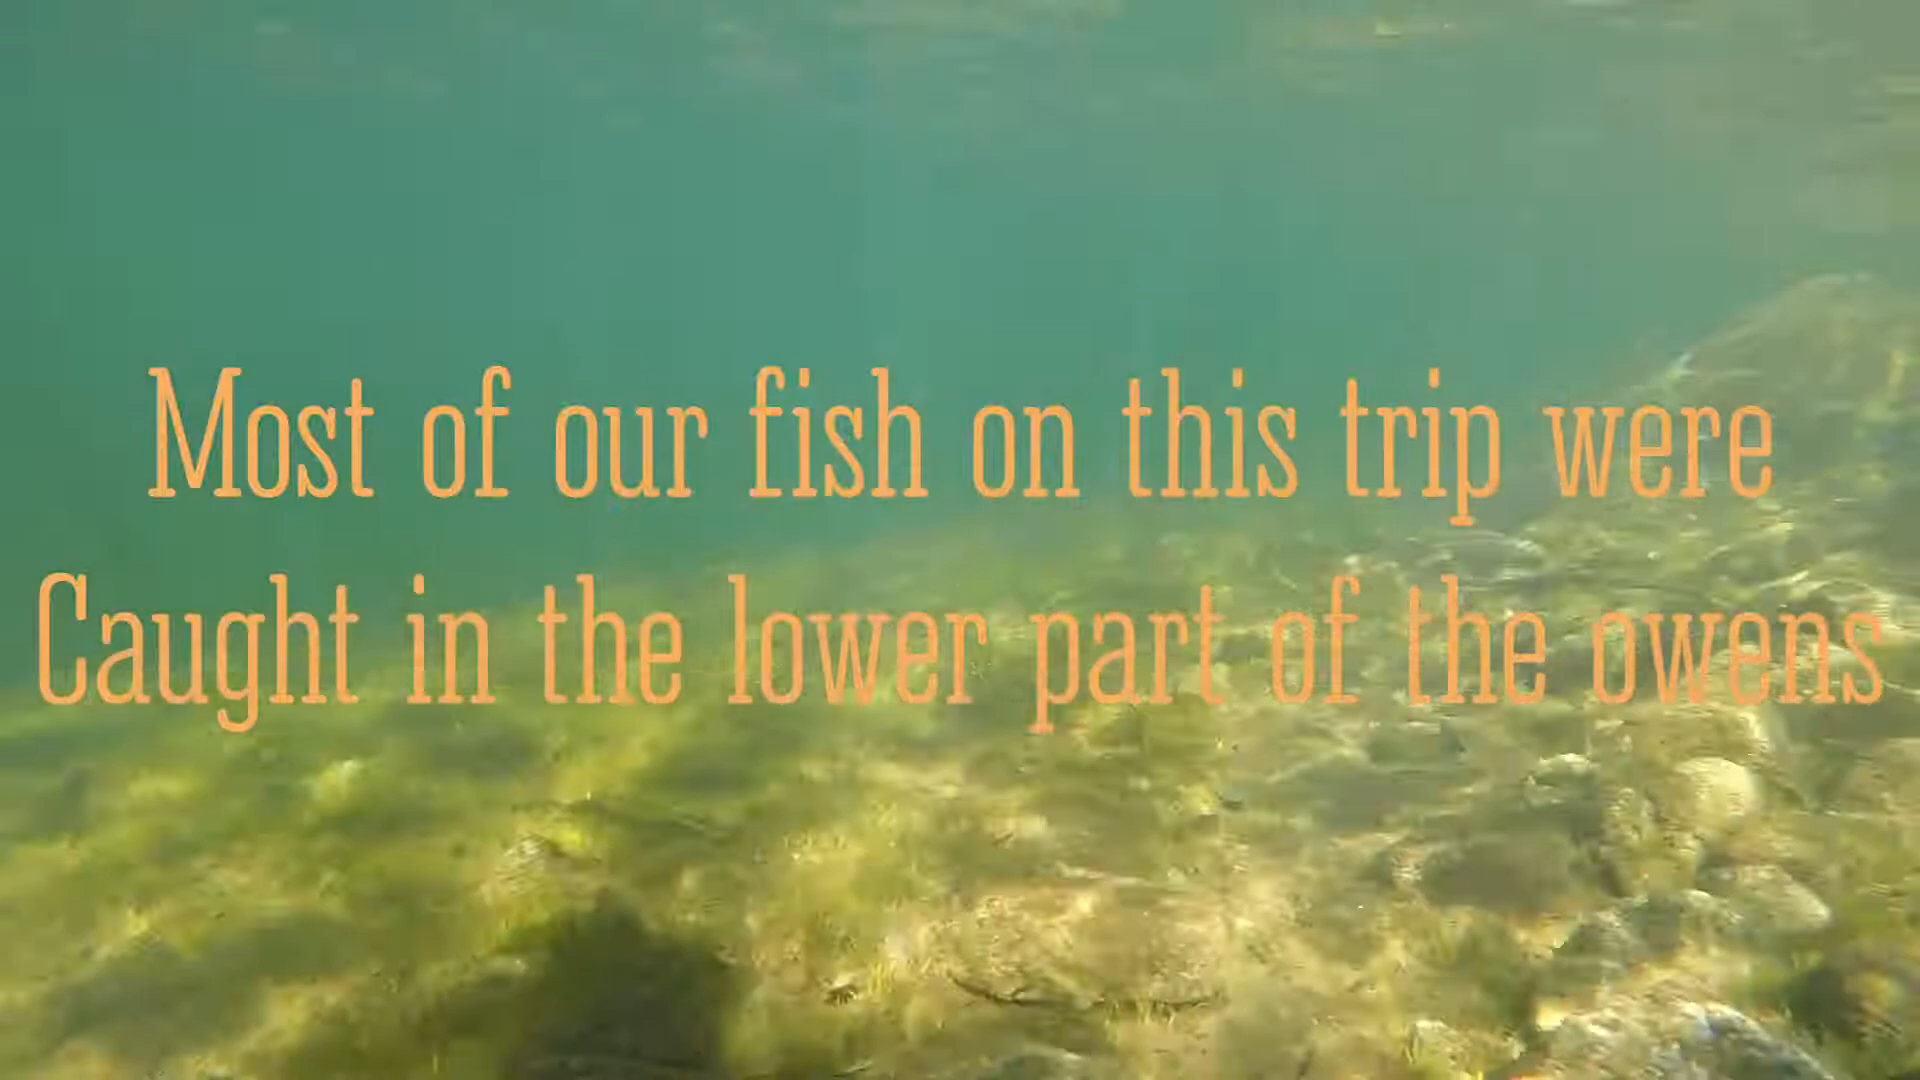 Most of our fish on this trip were
Caught in the lower part of the owens